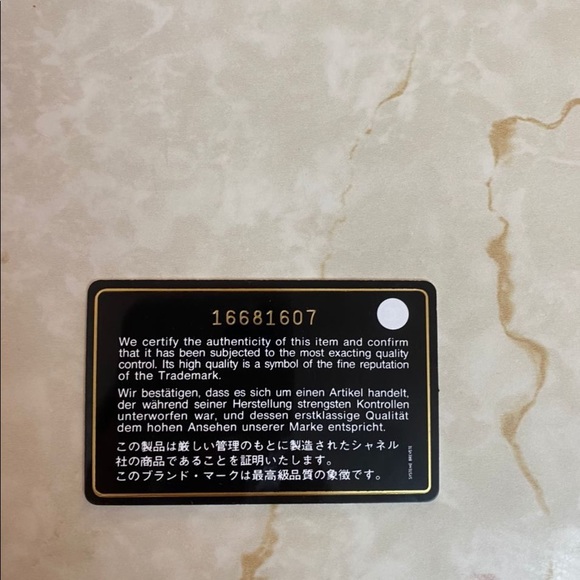 16681607
We certify the authenticity of this item and confirm
that it has been subjected to the most exacting quality
control. Its high quality is a symbol of the fine reputation
of the Trademark.
Wir bestätigen, dass es sich um einen Artikel handelt,
der während seiner Herstellung strengsten Kontrollen
unterworfen war, und dessen erstklassige Qualität
dem hohen Ansehen unserer Marke entspricht.
この製品は厳しい管理のもとに製造されたシャネル
社の商品であることを証明いたします。
このブランド・マークは最高級品質の象徴です。
SYSTEME BREVETE